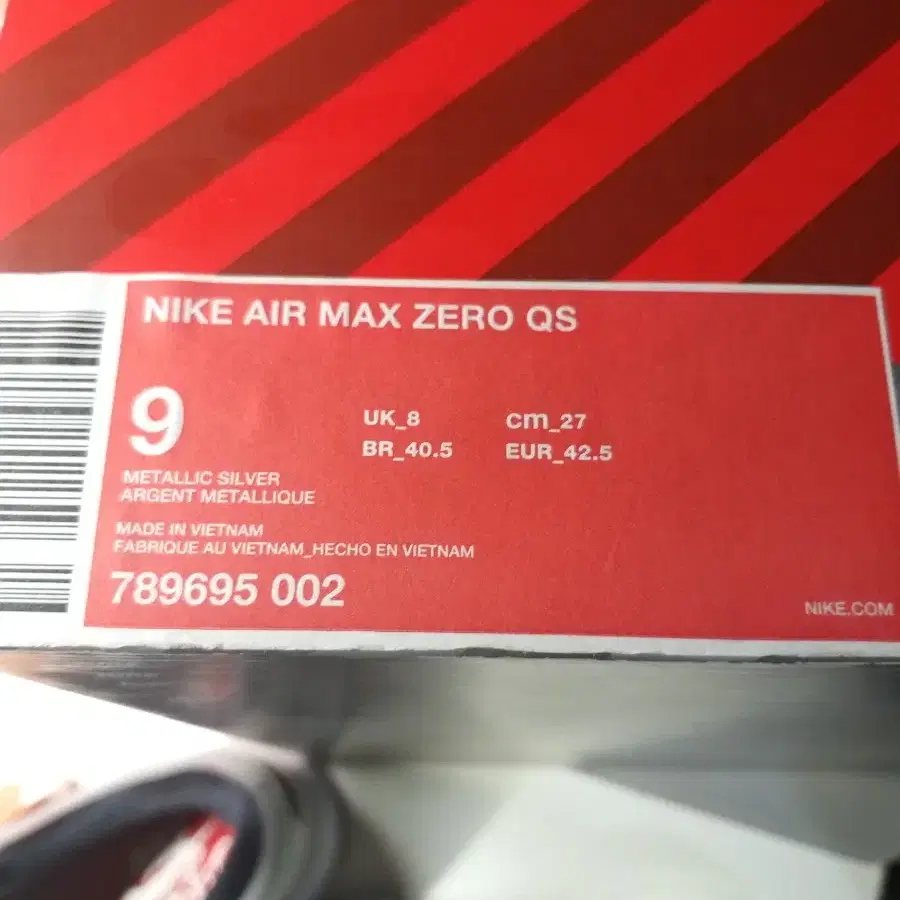 NIKE AIR MAX ZERO QS
9
UK_8 cm_27
BR_40.5 EUR_42.5
METALLIC SILVER
ARGENT METALLIQUE
MADE IN VIETNAM
FABRIQUE AU VIETNAM_HECHO EN VIETNAM
789695 002
NIKE.COM